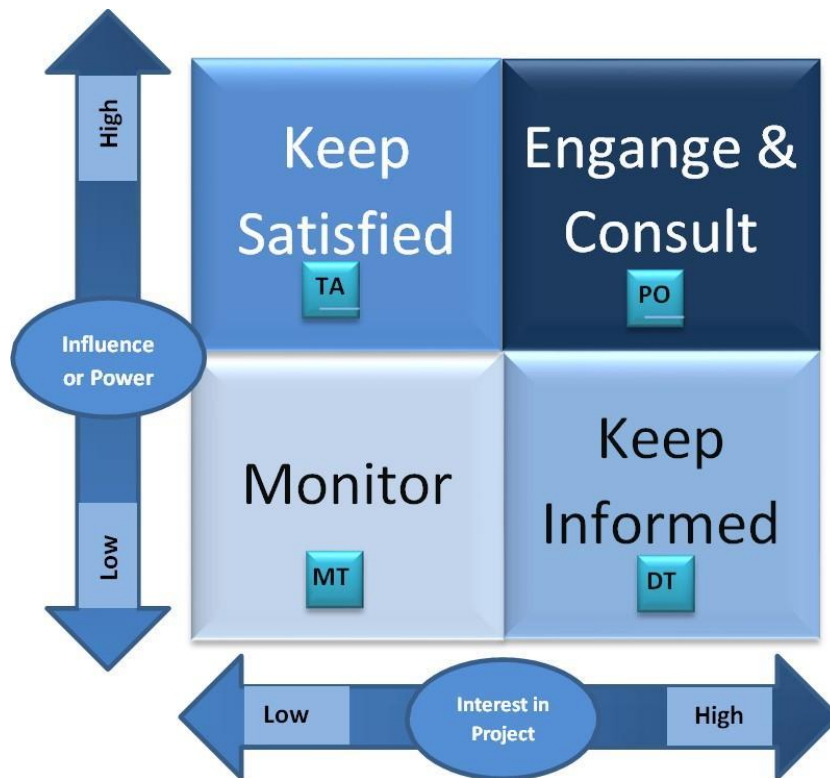 High
Keep
Satisfied
TA
Engange &
Consult
PO
Influence
or Power
Monitor
MT
Keep
Informed
DT
Low
Low
Interest in
Project
High